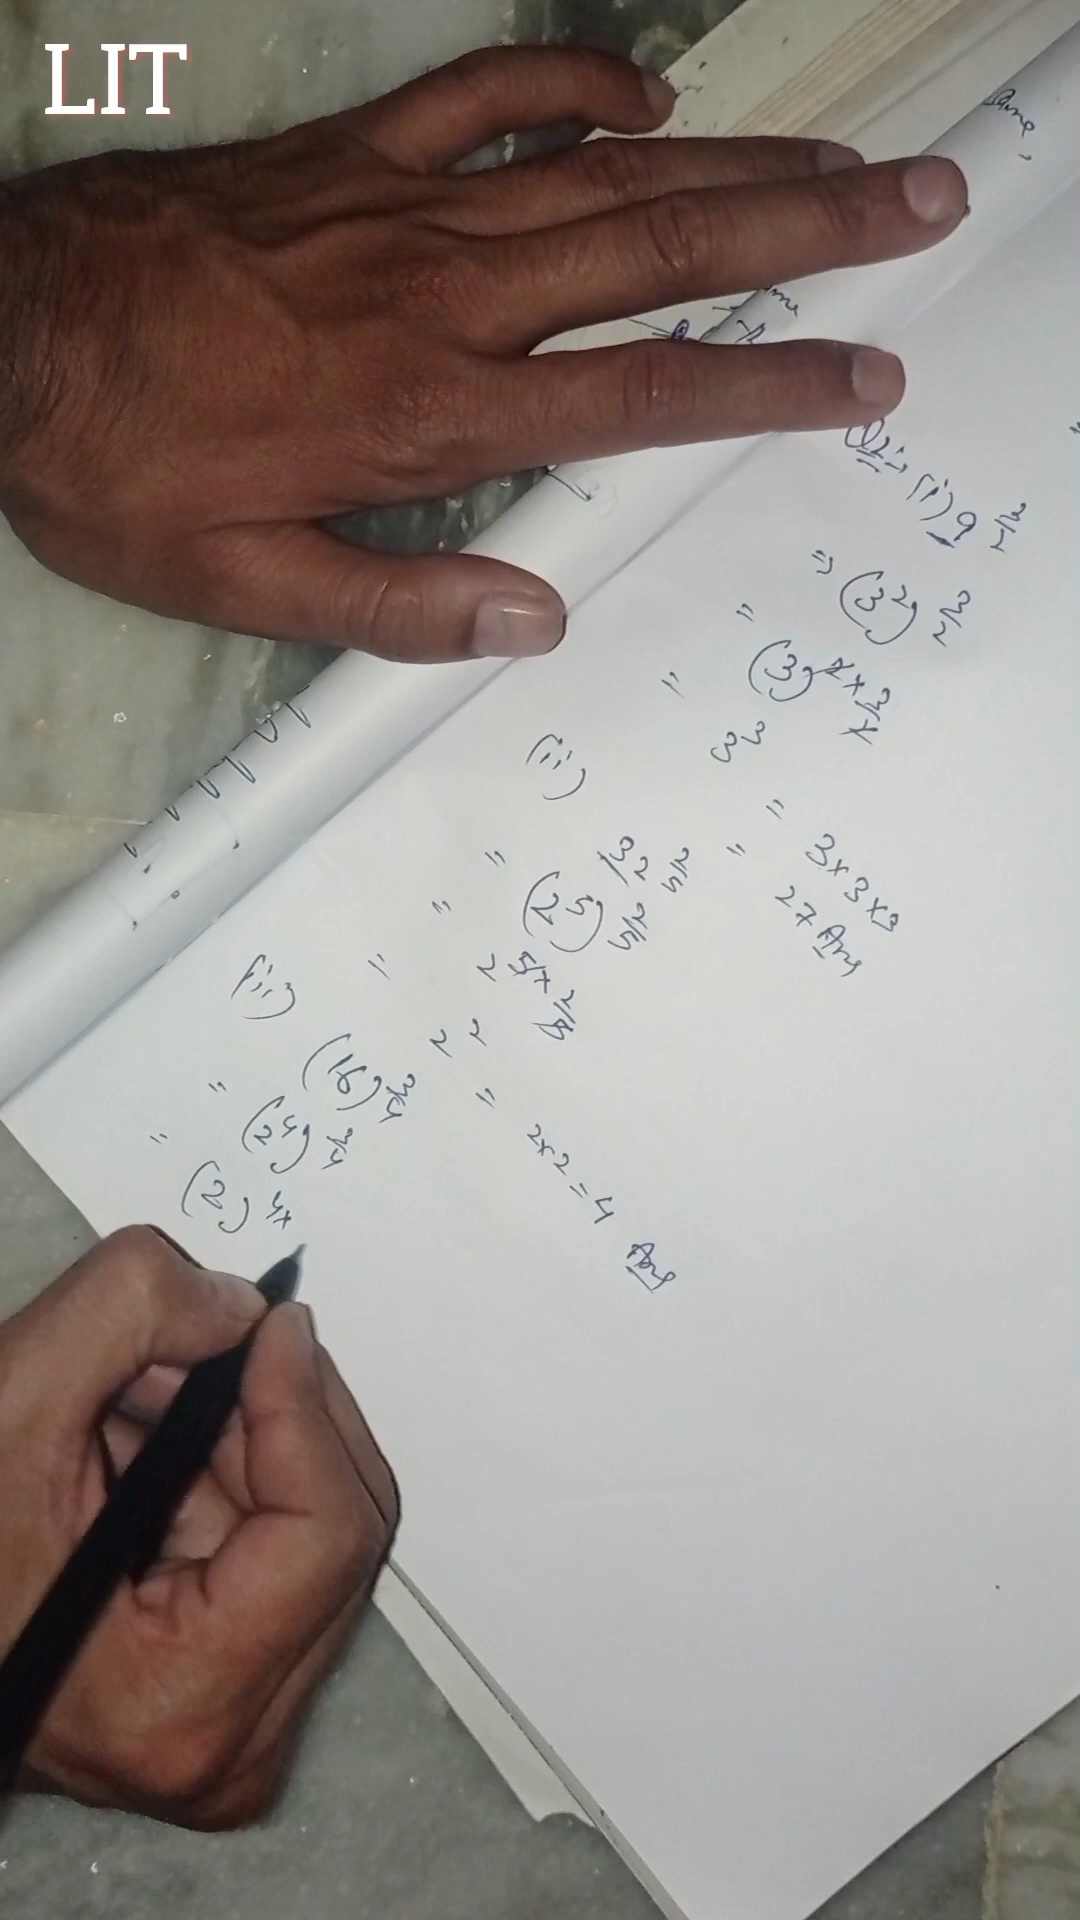 LIT
Q2:- (i) 9^3/2
= (3^2)^3/2
= (3)^2×3/2
= 3^3
= 3×3×3
= 27 Ans
(ii) 32^2/5
= (2^5)^2/5
= 2^5×2/5
= 2^2
= 2×2 = 4 Ans
(iii) (16)^3/4
= (2^4)^3/4
= (2)^4×